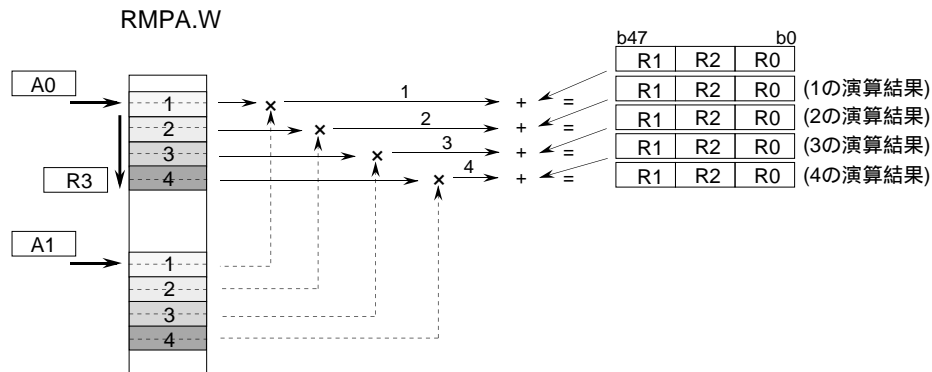 RMPA.W
b47 b0
R1 R2 R0
A0
1 1 + = R1 R2 R0 (1の演算結果)
2 2 + = R1 R2 R0 (2の演算結果)
3 3 + = R1 R2 R0 (3の演算結果)
4 4 + = R1 R2 R0 (4の演算結果)
R3
A1
1
2
3
4